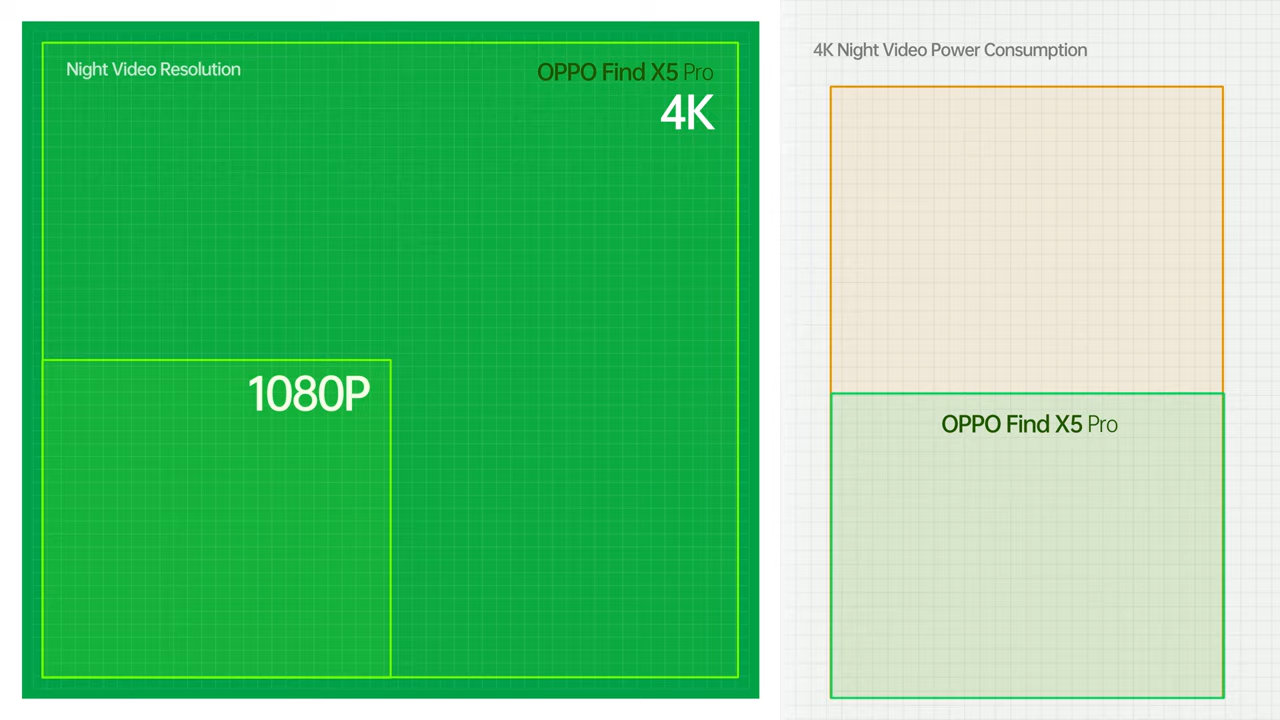 Night Video Resolution
OPPO Find X5 Pro
4K
1080P
4K Night Video Power Consumption
OPPO Find X5 Pro